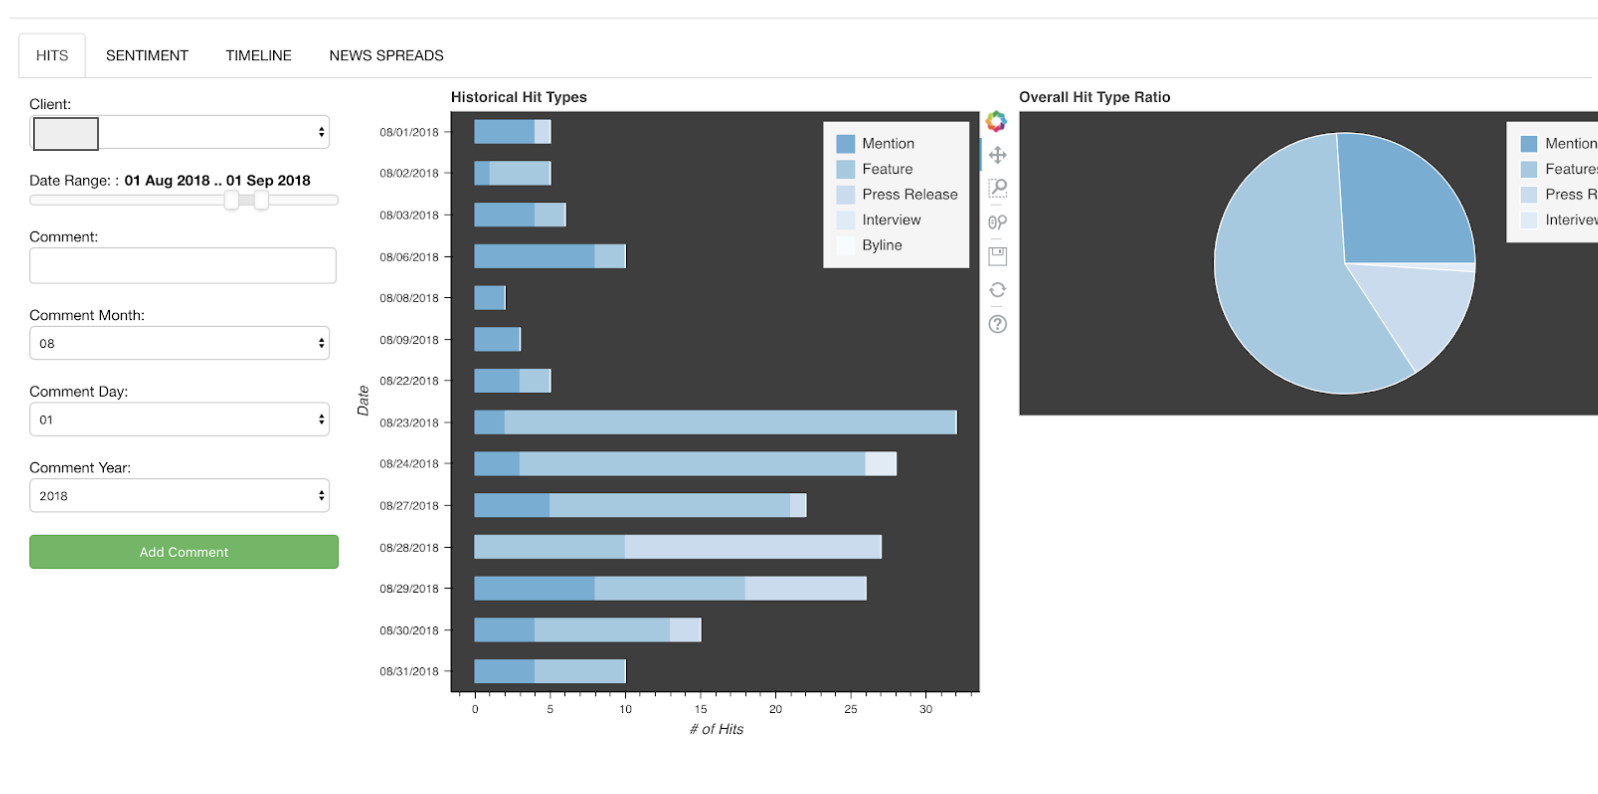 HITS
SENTIMENT
TIMELINE
NEWS SPREADS
Client:
Date Range: : 01 Aug 2018 .. 01 Sep 2018
Comment:
Comment Month:
08
Comment Day:
01
Comment Year:
2018
Add Comment
Historical Hit Types
08/01/2018
08/02/2018
08/03/2018
08/06/2018
08/08/2018
08/09/2018
08/22/2018
08/23/2018
08/24/2018
08/27/2018
08/28/2018
08/29/2018
08/30/2018
08/31/2018
Date
Mention
Feature
Press Release
Interview
Byline
0 5 10 15 20 25 30
# of Hits
Overall Hit Type Ratio
Mention
Features
Press R